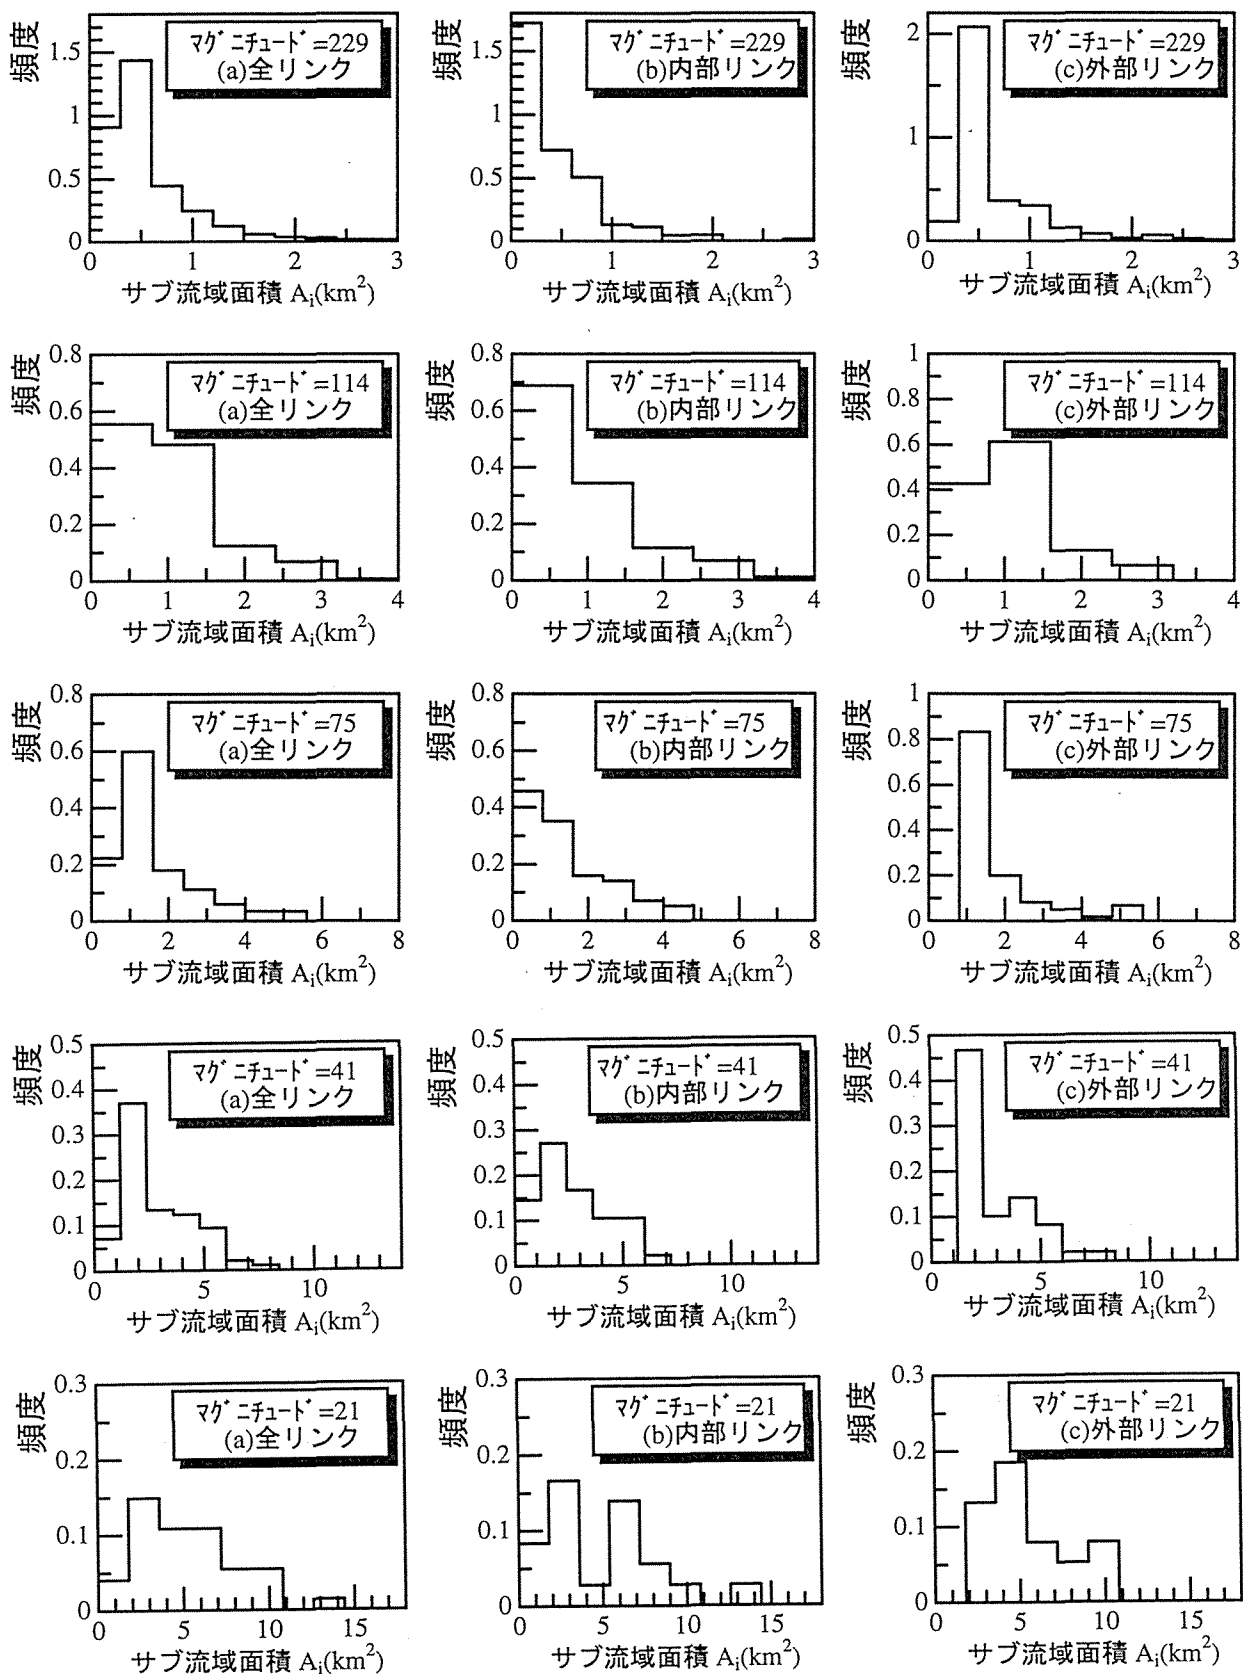 頻度
マグニチュード=229
(a)全リンク
1.5
1
0.5
0
0 1 2 3
サブ流域面積 Ai(km2)
頻度
マグニチュード=229
(b)内部リンク
1.5
1
0.5
0
0 1 2 3
サブ流域面積 Ai(km2)
頻度
マグニチュード=229
(c)外部リンク
2
1
0
0 1 2 3
サブ流域面積 Ai(km2)
頻度
マグニチュード=114
(a)全リンク
0.8
0.6
0.4
0.2
0
0 1 2 3 4
サブ流域面積 Ai(km2)
頻度
マグニチュード=114
(b)内部リンク
0.8
0.6
0.4
0.2
0
0 1 2 3 4
サブ流域面積 Ai(km2)
頻度
マグニチュード=114
(c)外部リンク
1
0.8
0.6
0.4
0.2
0
0 1 2 3 4
サブ流域面積 Ai(km2)
頻度
マグニチュード=75
(a)全リンク
0.8
0.6
0.4
0.2
0
0 2 4 6 8
サブ流域面積 Ai(km2)
頻度
マグニチュード=75
(b)内部リンク
0.8
0.6
0.4
0.2
0
0 2 4 6 8
サブ流域面積 Ai(km2)
頻度
マグニチュード=75
(c)外部リンク
1
0.8
0.6
0.4
0.2
0
0 2 4 6 8
サブ流域面積 Ai(km2)
頻度
マグニチュード=41
(a)全リンク
0.5
0.4
0.3
0.2
0.1
0
0 5 10
サブ流域面積 Ai(km2)
頻度
マグニチュード=41
(b)内部リンク
0.5
0.4
0.3
0.2
0.1
0
0 5 10
サブ流域面積 Ai(km2)
頻度
マグニチュード=41
(c)外部リンク
0.5
0.4
0.3
0.2
0.1
0
0 5 10
サブ流域面積 Ai(km2)
頻度
マグニチュード=21
(a)全リンク
0.3
0.2
0.1
0
0 5 10 15
サブ流域面積 Ai(km2)
頻度
マグニチュード=21
(b)内部リンク
0.3
0.2
0.1
0
0 5 10 15
サブ流域面積 Ai(km2)
頻度
マグニチュード=21
(c)外部リンク
0.3
0.2
0.1
0
0 5 10 15
サブ流域面積 Ai(km2)